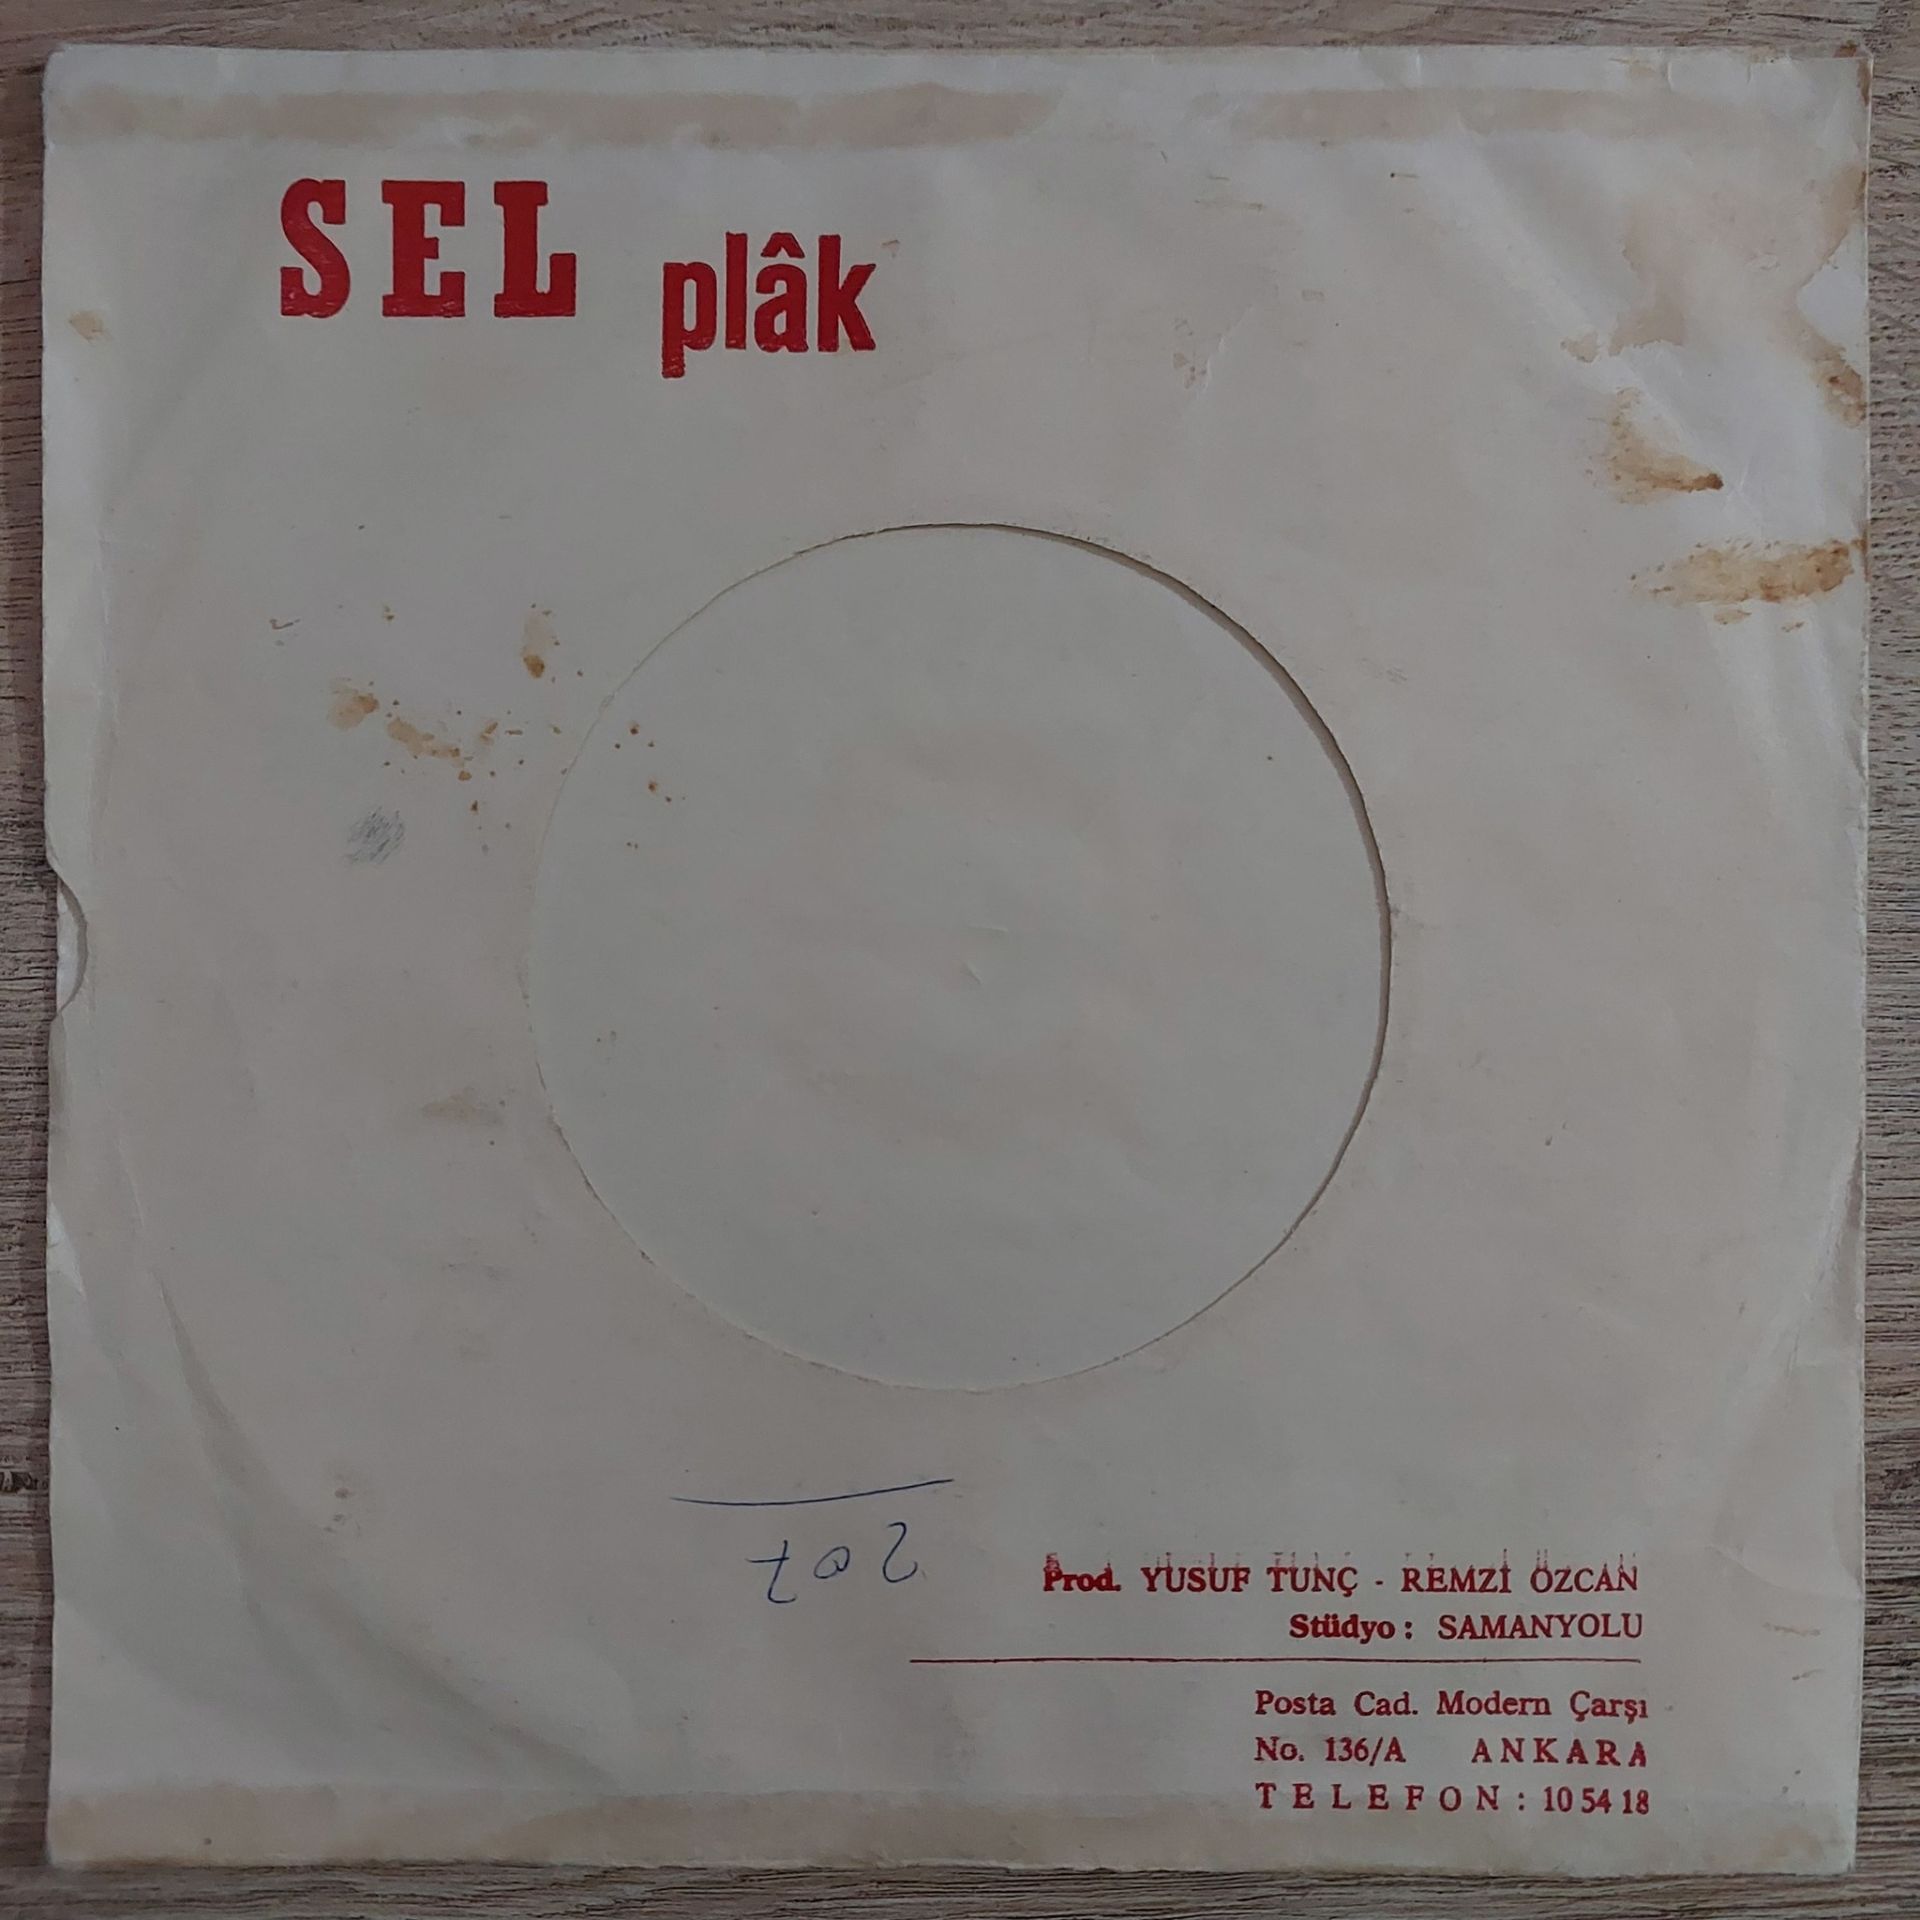 SEL plâk
207
Prod. YUSUF TUNÇ - REMZİ ÖZCAN
Stüdyo : SAMANYOLU
Posta Cad. Modern Çarşı
No. 136/A ANKARA
TELEFON : 10 54 18